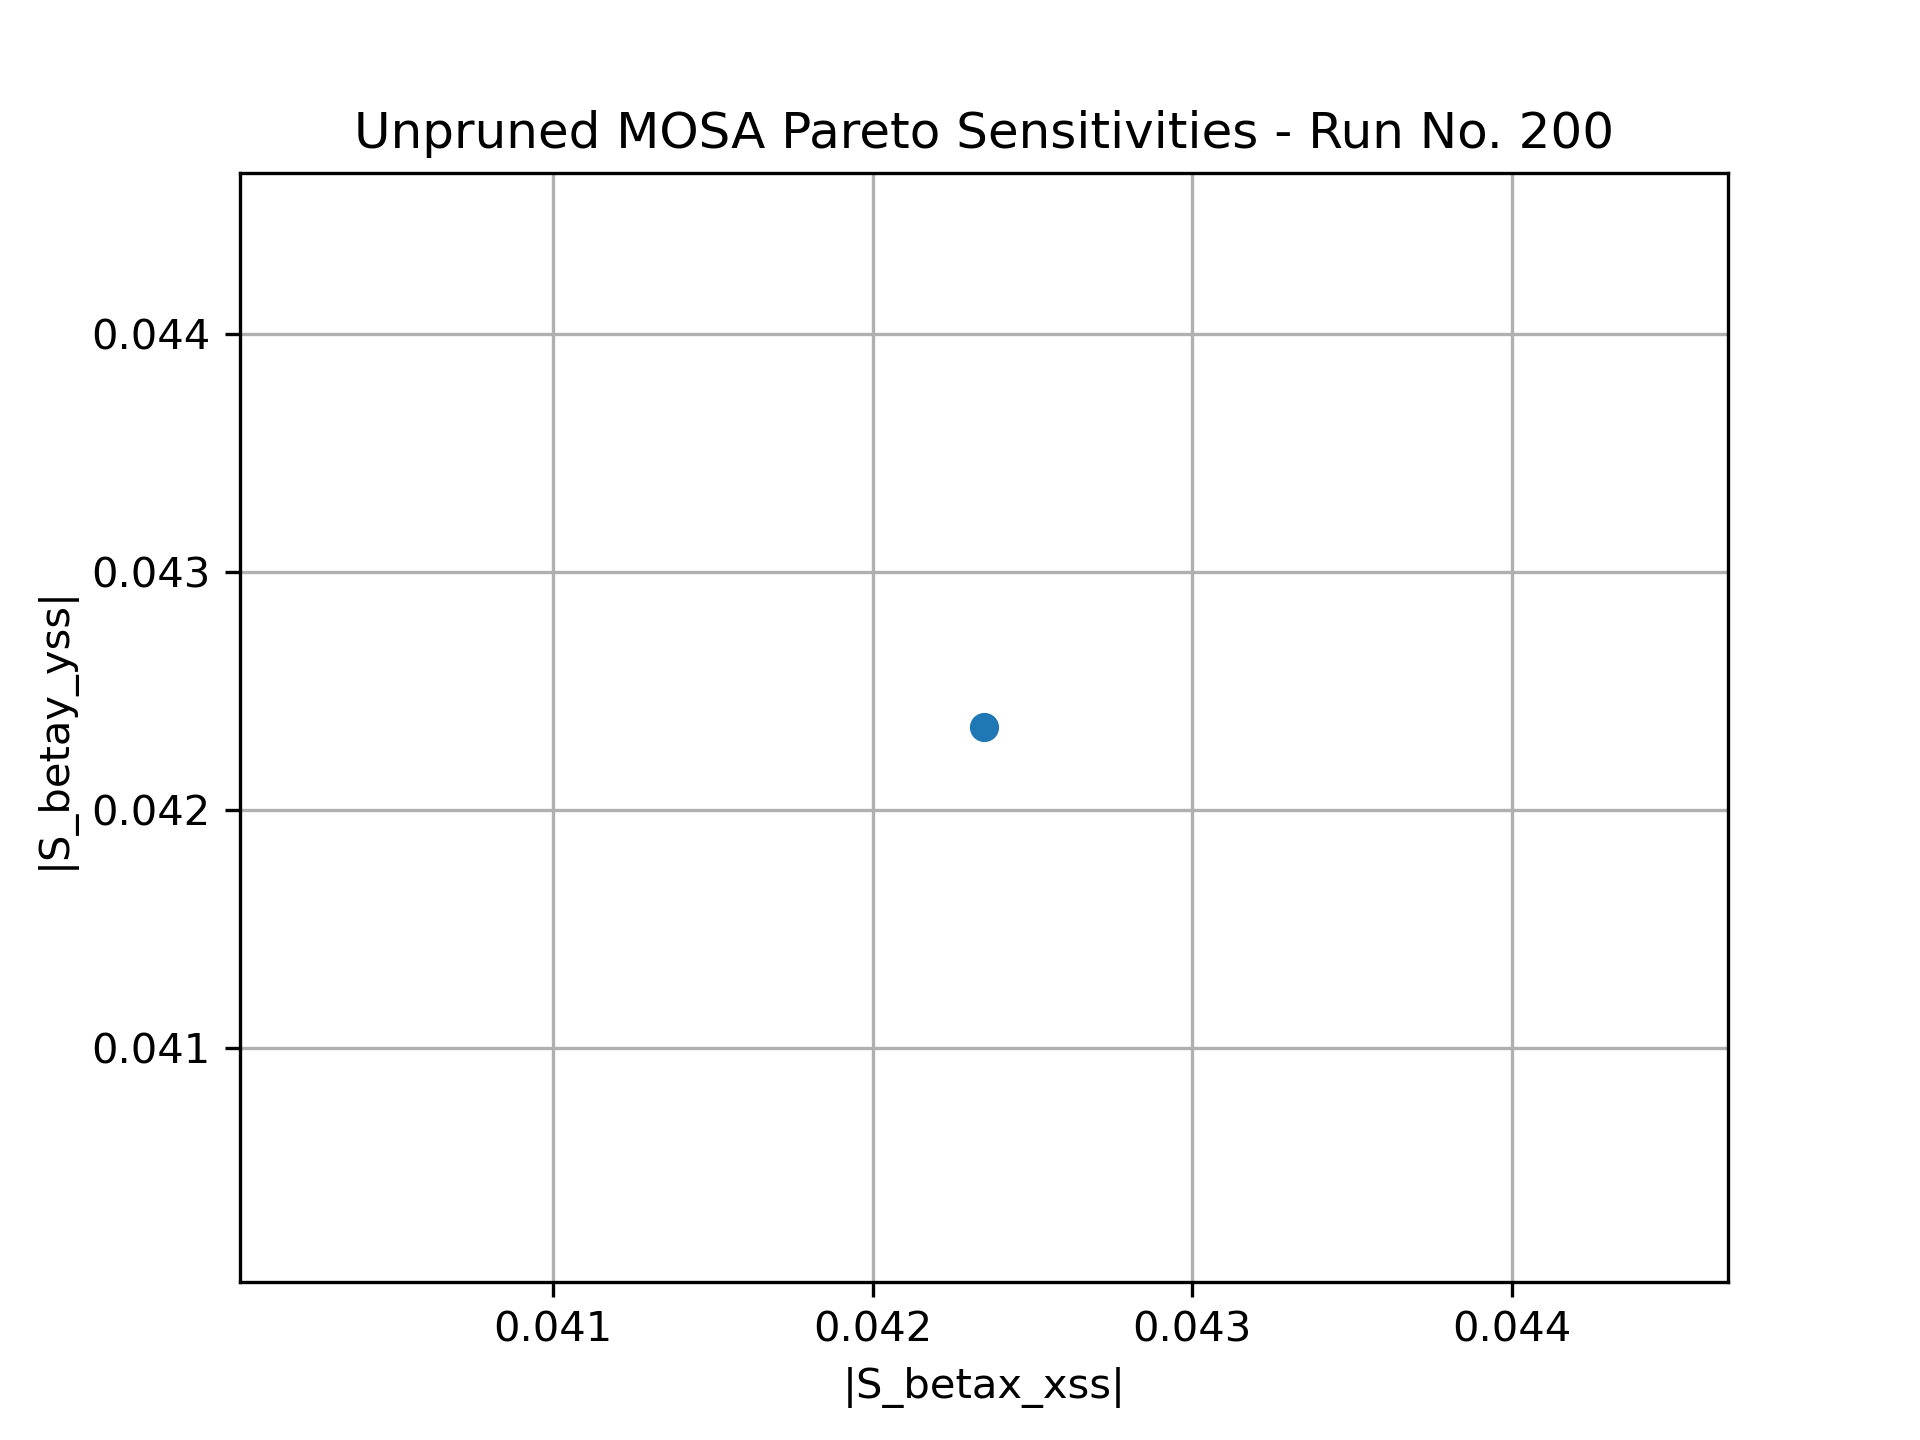 Unpruned MOSA Pareto Sensitivities - Run No. 200
0.044
0.043
0.042
0.041
|S_betay_yss|
0.041 0.042 0.043 0.044
|S_betax_xss|